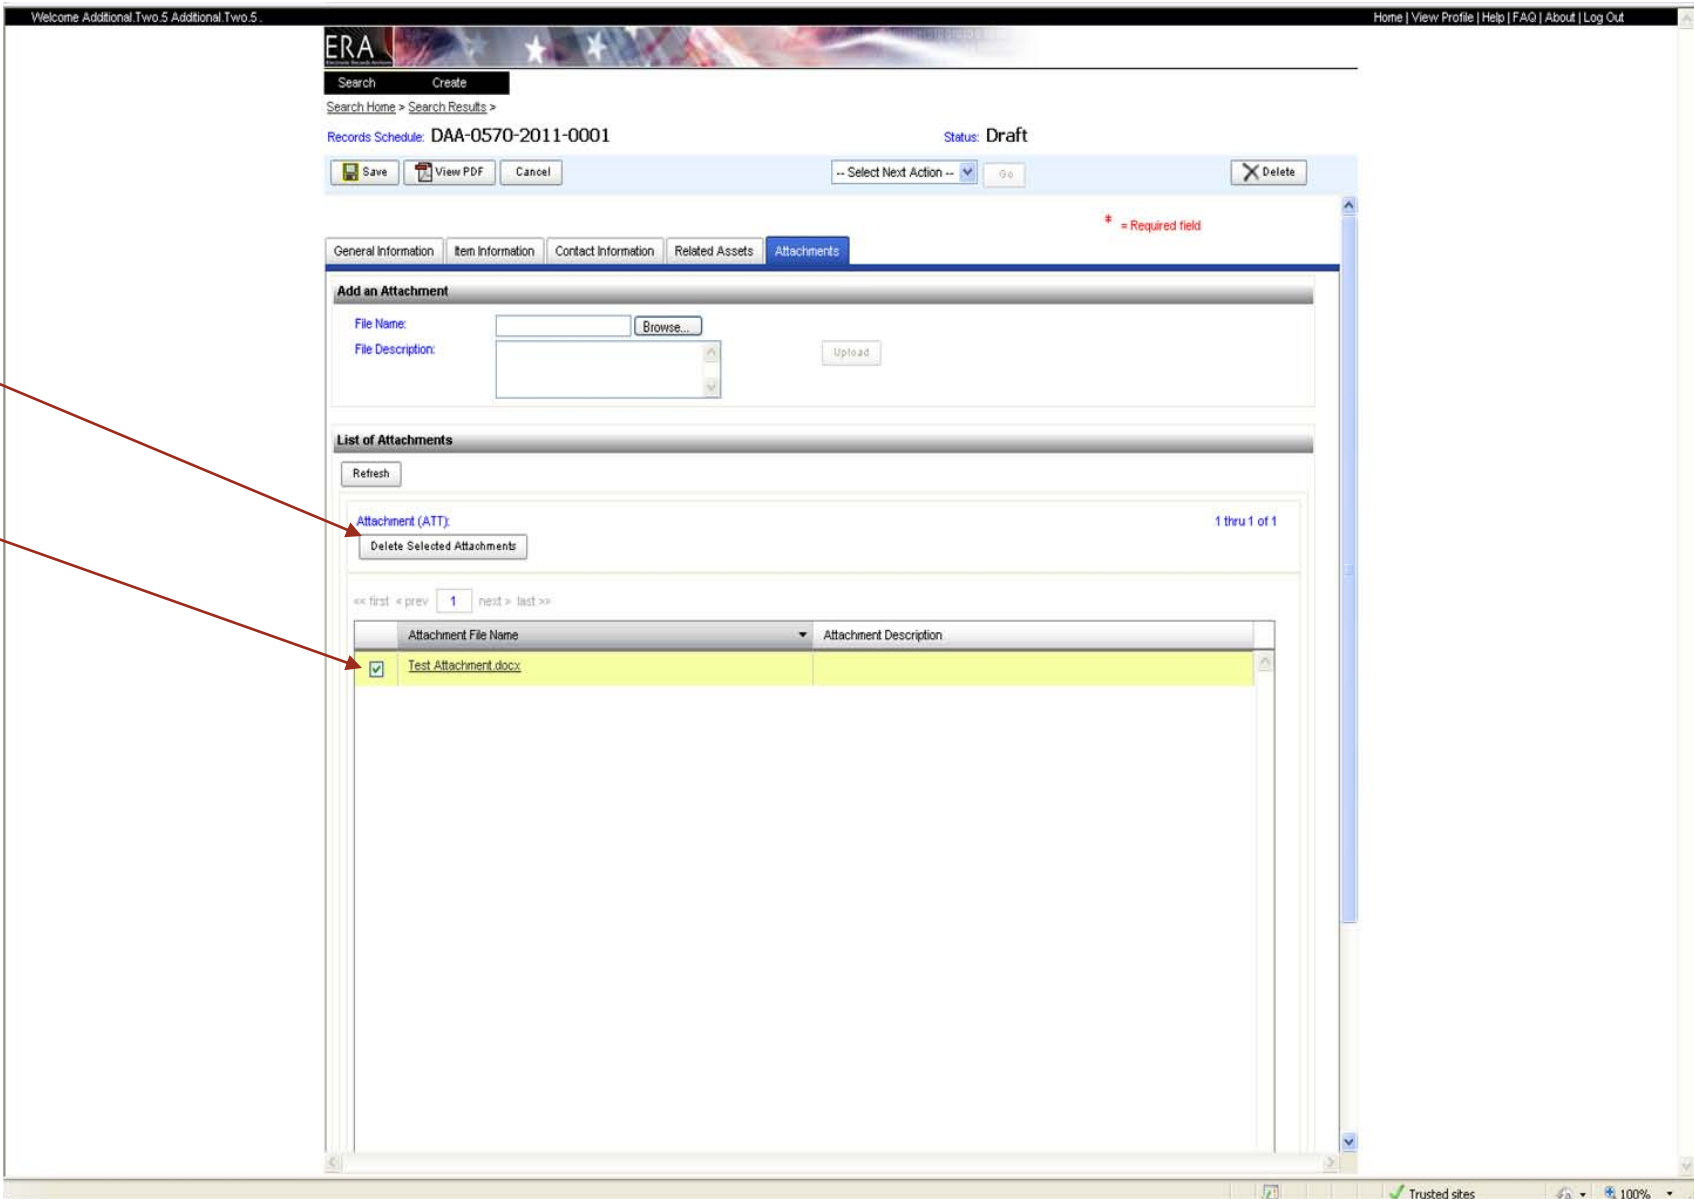 Welcome Additional.Two.5 Additional.Two.5 .
Home | View Profile | Help | FAQ | About | Log Out
ERA
Search Create
Search Home > Search Results >
Records Schedule: DAA-0570-2011-0001 Status: Draft
Save View PDF Cancel -- Select Next Action -- Go Delete
* = Required field
General Information Item Information Contact Information Related Assets Attachments
Add an Attachment
File Name: Browse...
File Description: Upload
List of Attachments
Refresh
Attachment (ATT): 1 thru 1 of 1
Delete Selected Attachments
<< first < prev 1 next > last >>
Attachment File Name Attachment Description
Test Attachment.docx
Trusted sites 100%